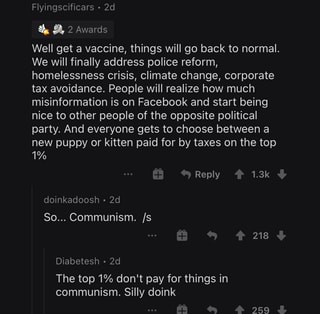 Flyingscificars • 2d
2 Awards
Well get a vaccine, things will go back to normal.
We will finally address police reform,
homelessness crisis, climate change, corporate
tax avoidance. People will realize how much
misinformation is on Facebook and start being
nice to other people of the opposite political
party. And everyone gets to choose between a
new puppy or kitten paid for by taxes on the top
1%
... Reply 1.3k
doinkadoosh • 2d
So... Communism. /s
... 218
Diabetesh • 2d
The top 1% don't pay for things in
communism. Silly doink
... 259